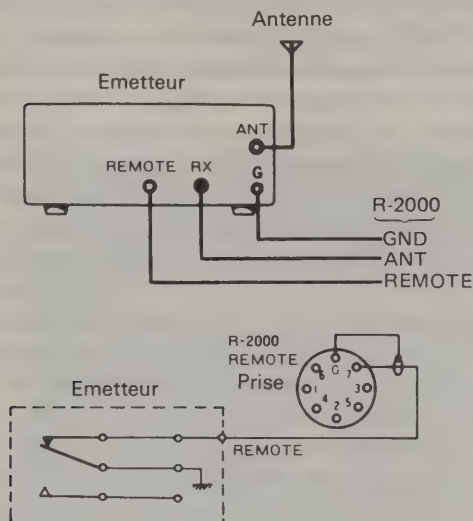 Antenne
Emetteur
ANT
REMOTE RX G
R-2000
GND
ANT
REMOTE
R-2000
REMOTE
Prise
6 G 7
1 3
4 2 5
Emetteur
REMOTE